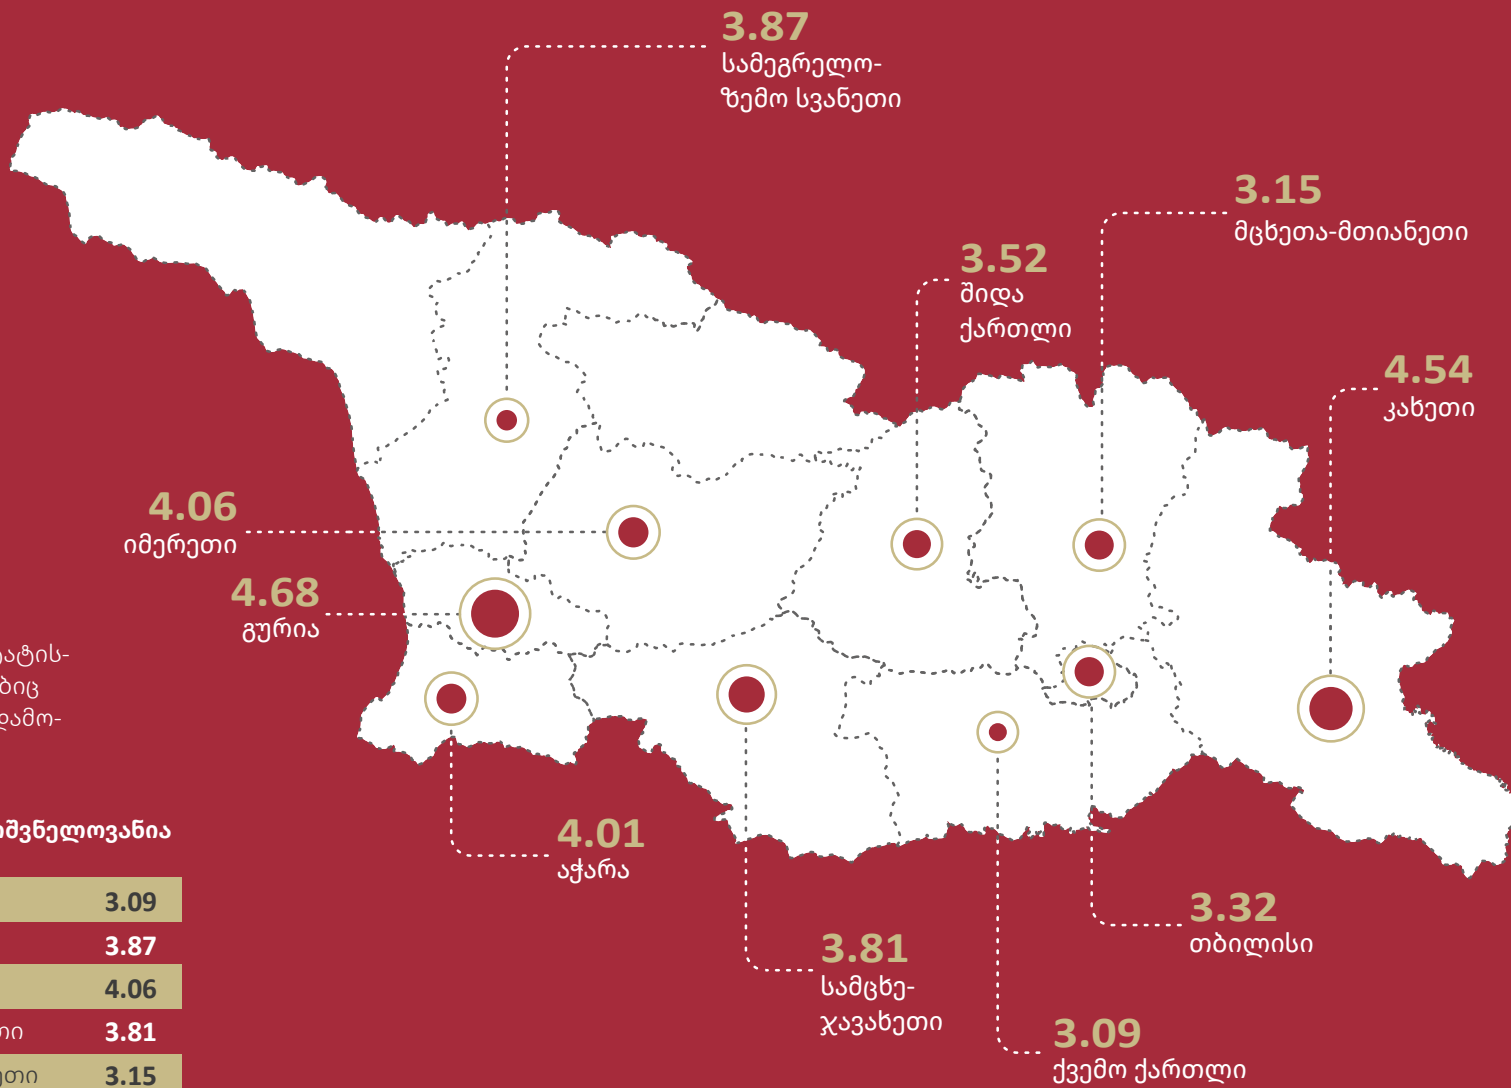 3.87
სამეგრელო-
ზემო სვანეთი
3.15
მცხეთა-მთიანეთი
3.52
შიდა
ქართლი
4.54
კახეთი
4.06
იმერეთი
4.68
გურია
4.01
აჭარა
3.32
თბილისი
3.81
სამცხე-
ჯავახეთი
3.09
ქვემო ქართლი
3.09
3.87
4.06
3.81
3.15